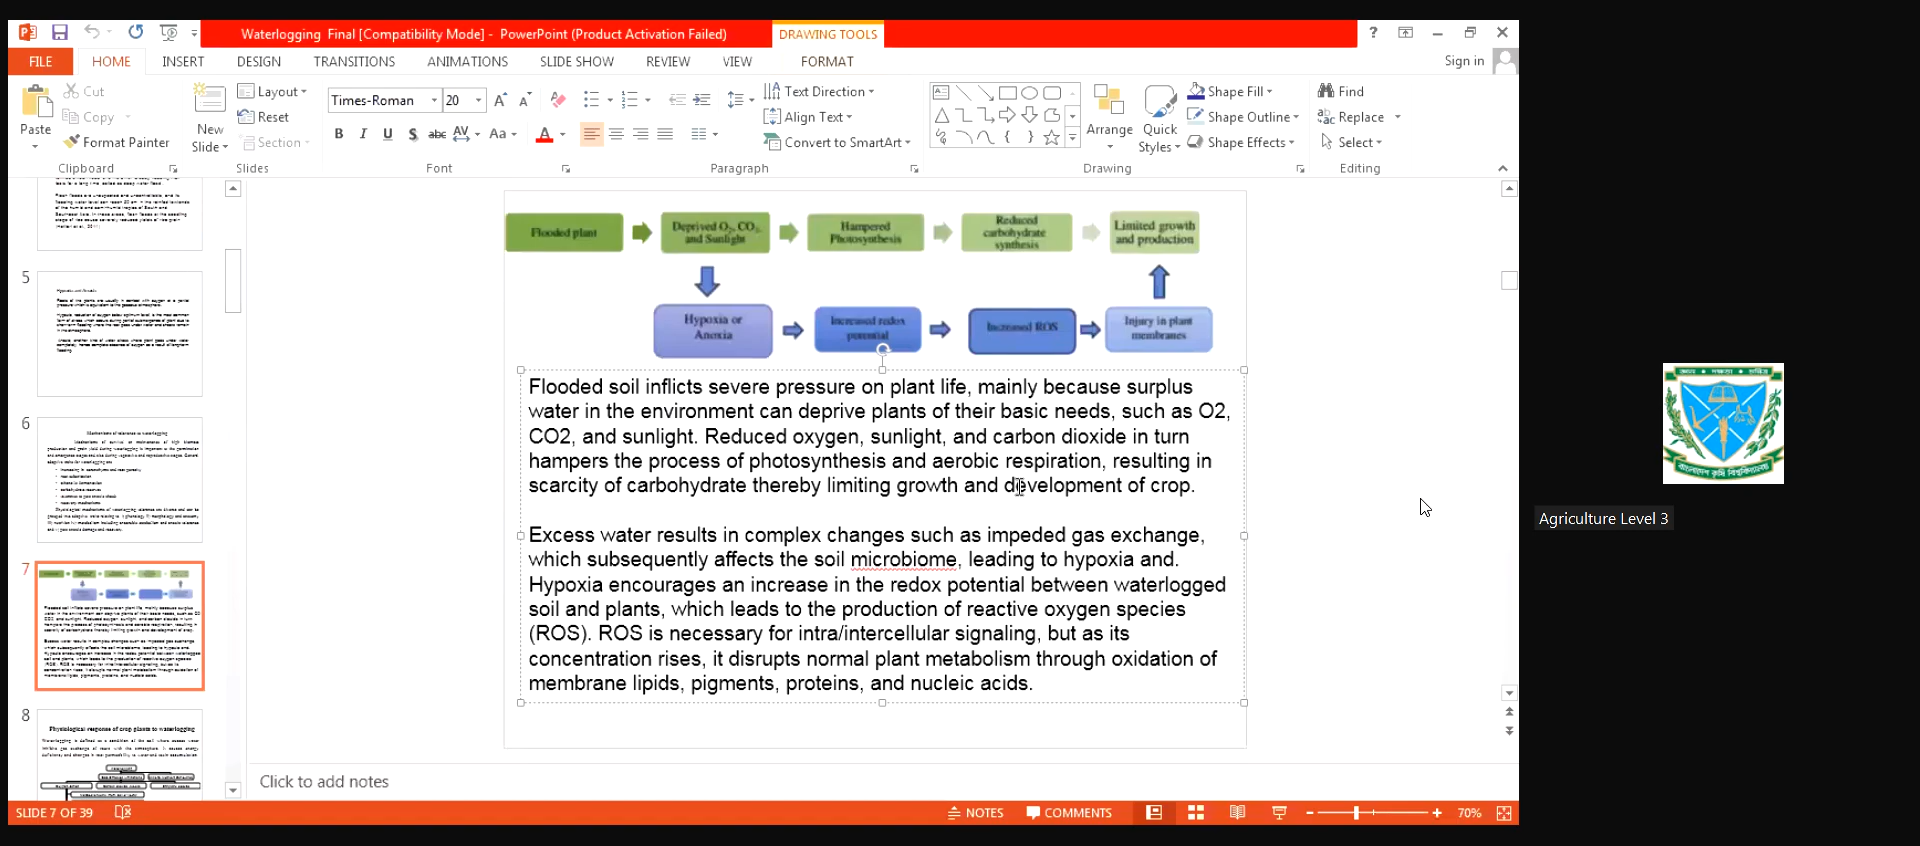 Waterlogging Final [Compatibility Mode] - PowerPoint (Product Activation Failed)
DRAWING TOOLS
FILE HOME INSERT DESIGN TRANSITIONS ANIMATIONS SLIDE SHOW REVIEW VIEW FORMAT
Sign in
Cut
Copy
Format Painter
Paste
Clipboard
New Slide
Layout
Reset
Section
Slides
Times-Roman 20
Font
Text Direction
Align Text
Convert to SmartArt
Paragraph
Arrange
Quick Styles
Shape Fill
Shape Outline
Shape Effects
Drawing
Find
Replace
Select
Editing
5
6
Mechanisms of tolerance to waterlogging
7
8
Physiological response of crop plants to waterlogging
Flooded plant
Deprived O2, CO2,
and Sunlight
Hampered
Photosynthesis
Reduced
carbohydrate
synthesis
Limited growth
and production
Hypoxia or
Anoxia
Increased redox
potential
Increased ROS
Injury in plant
membranes
Flooded soil inflicts severe pressure on plant life, mainly because surplus
water in the environment can deprive plants of their basic needs, such as O2,
CO2, and sunlight. Reduced oxygen, sunlight, and carbon dioxide in turn
hampers the process of photosynthesis and aerobic respiration, resulting in
scarcity of carbohydrate thereby limiting growth and development of crop.
Excess water results in complex changes such as impeded gas exchange,
which subsequently affects the soil microbiome, leading to hypoxia and.
Hypoxia encourages an increase in the redox potential between waterlogged
soil and plants, which leads to the production of reactive oxygen species
(ROS). ROS is necessary for intra/intercellular signaling, but as its
concentration rises, it disrupts normal plant metabolism through oxidation of
membrane lipids, pigments, proteins, and nucleic acids.
Click to add notes
SLIDE 7 OF 39
NOTES
COMMENTS
70%
বাংলাদেশ কৃষি বিশ্ববিদ্যালয়
Agriculture Level 3